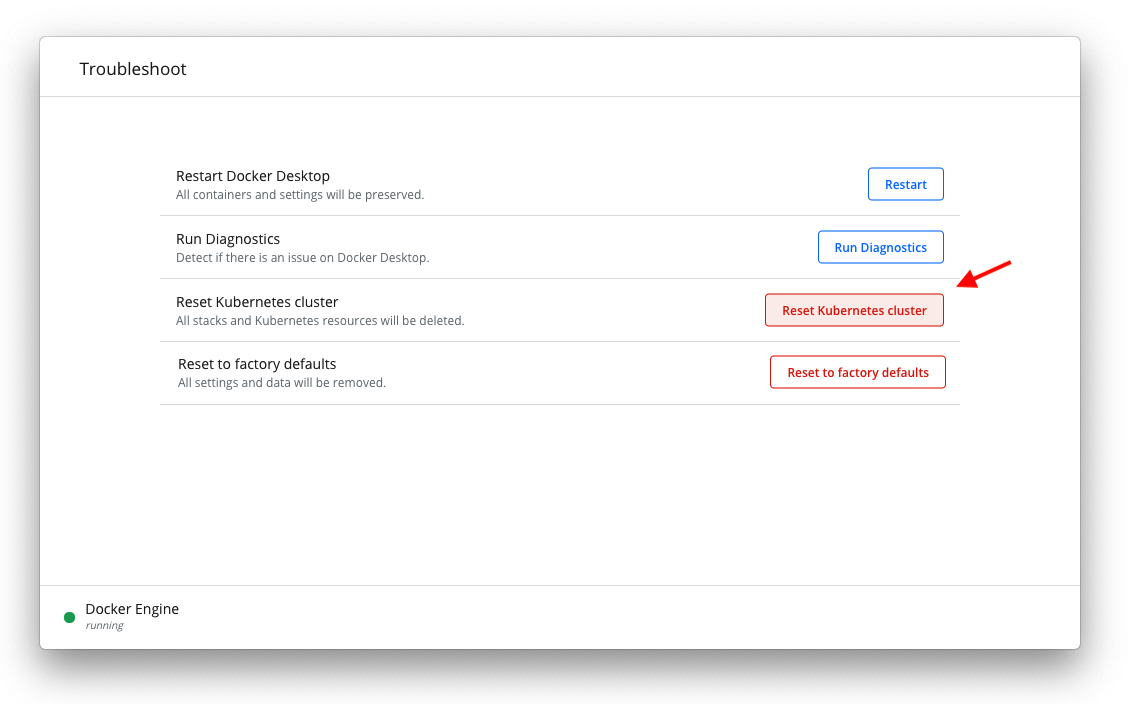 Troubleshoot
Restart Docker Desktop
All containers and settings will be preserved.
Restart
Run Diagnostics
Detect if there is an issue on Docker Desktop.
Run Diagnostics
Reset Kubernetes cluster
All stacks and Kubernetes resources will be deleted.
Reset Kubernetes cluster
Reset to factory defaults
All settings and data will be removed.
Reset to factory defaults
Docker Engine
running